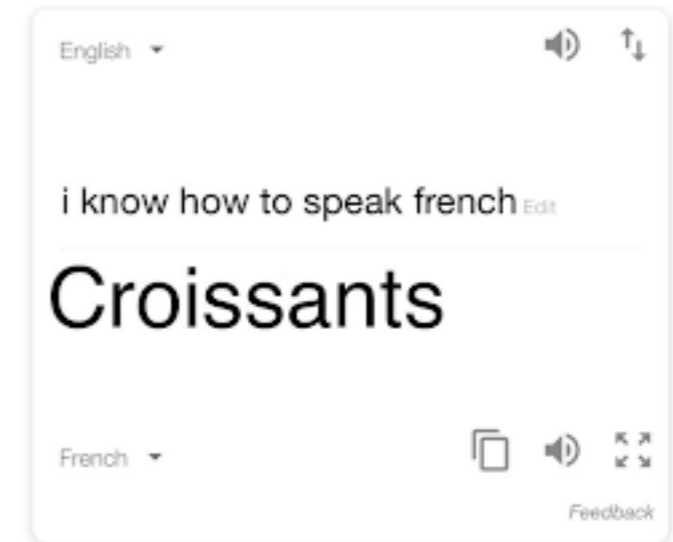 English
i know how to speak french Edit
Croissants
French
Feedback